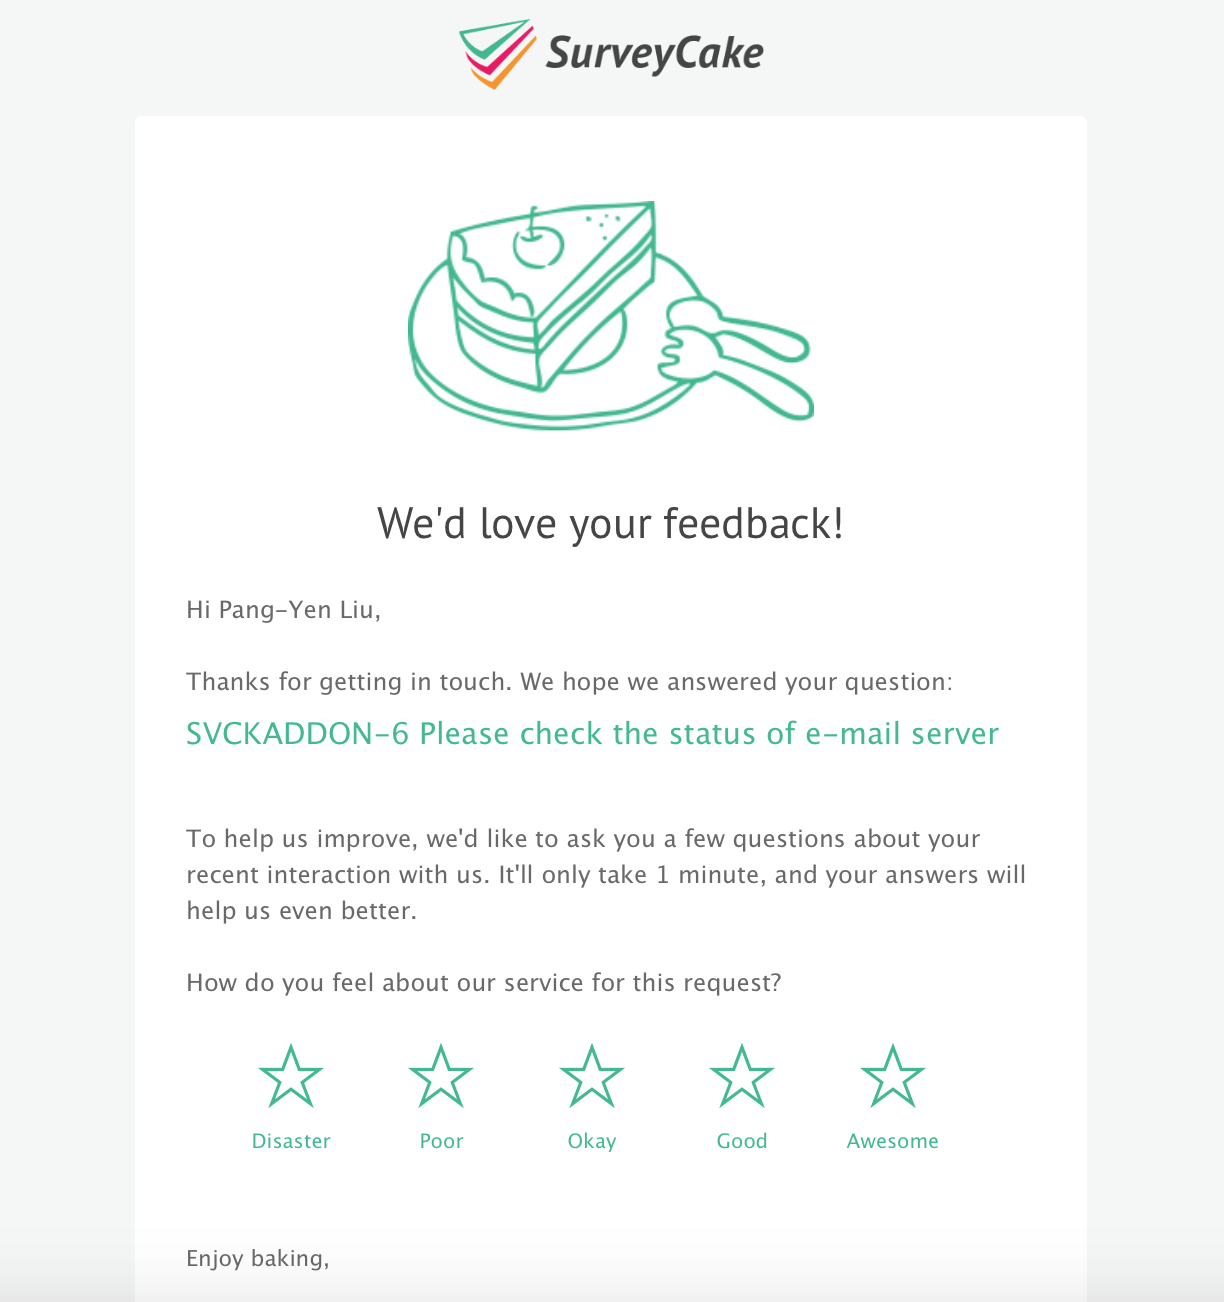 SurveyCake
We'd love your feedback!
Hi Pang-Yen Liu,
Thanks for getting in touch. We hope we answered your question:
SVCKADDON-6 Please check the status of e-mail server
To help us improve, we'd like to ask you a few questions about your
recent interaction with us. It'll only take 1 minute, and your answers will
help us even better.
How do you feel about our service for this request?
Disaster Poor Okay Good Awesome
Enjoy baking,